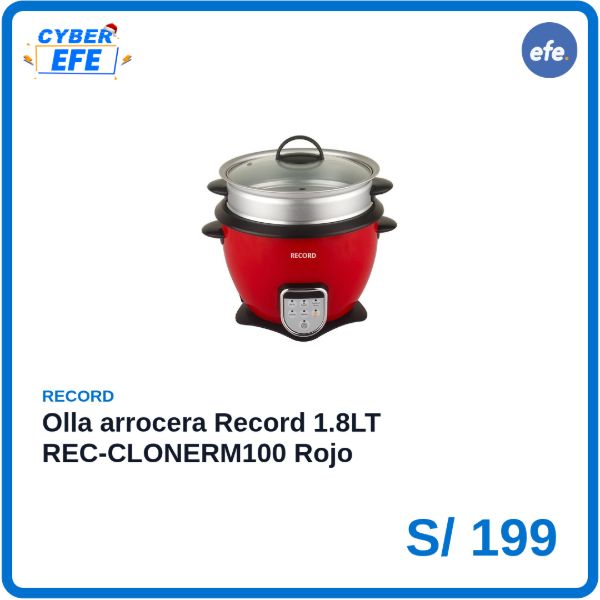 CYBER
EFE
efe.
RECORD
RECORD
Olla arrocera Record 1.8LT
REC-CLONERM100 Rojo
S/ 199